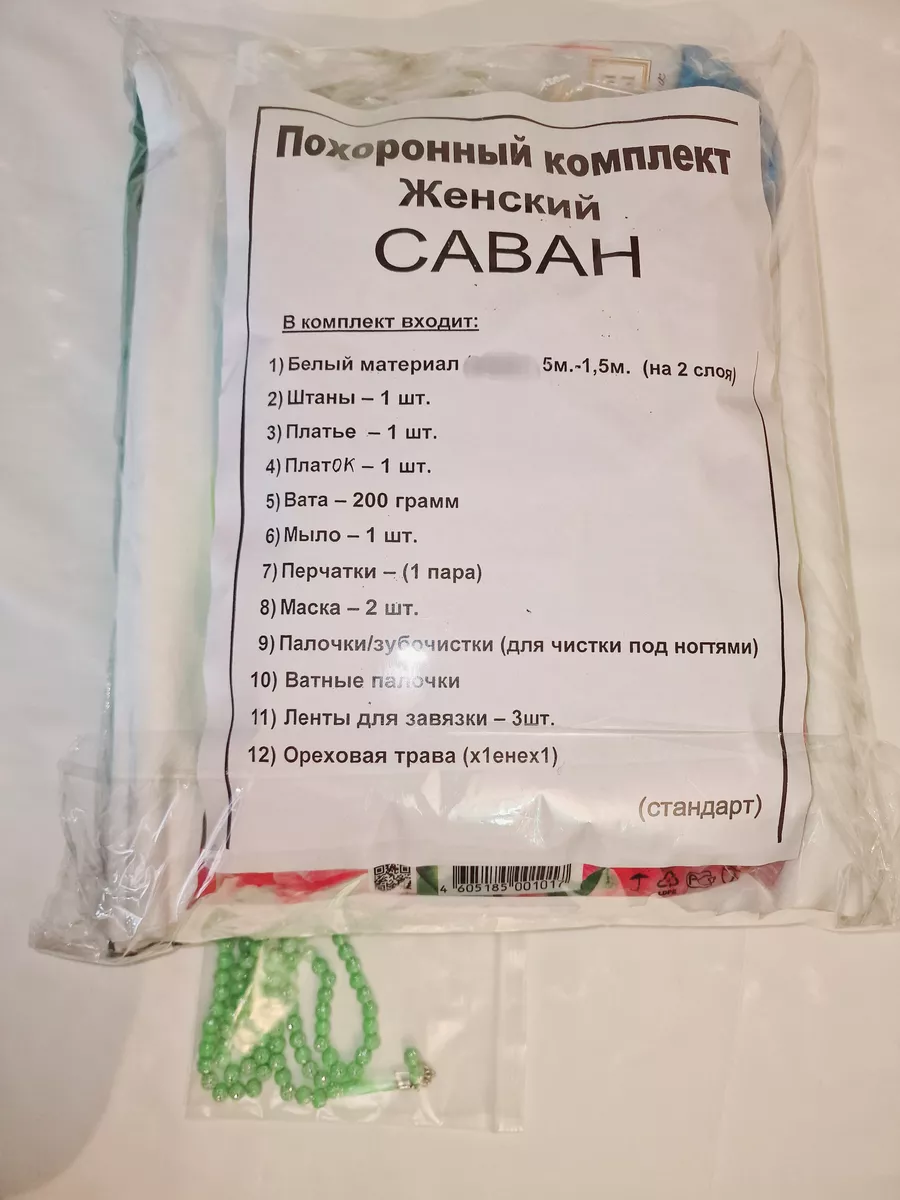 Похоронный комплект
Женский
САВАН
В комплект входит:
1) Белый материал 5м.-1,5м. (на 2 слоя)
2) Штаны – 1 шт.
3) Платье – 1 шт.
4) Платок – 1 шт.
5) Вата – 200 грамм
6) Мыло – 1 шт.
7) Перчатки – (1 пара)
8) Маска – 2 шт.
9) Палочки/зубочистки (для чистки под ногтями)
10) Ватные палочки
11) Ленты для завязки – 3шт.
12) Ореховая трава (х1енех1)
(стандарт)
4 605185 001017
LDPE